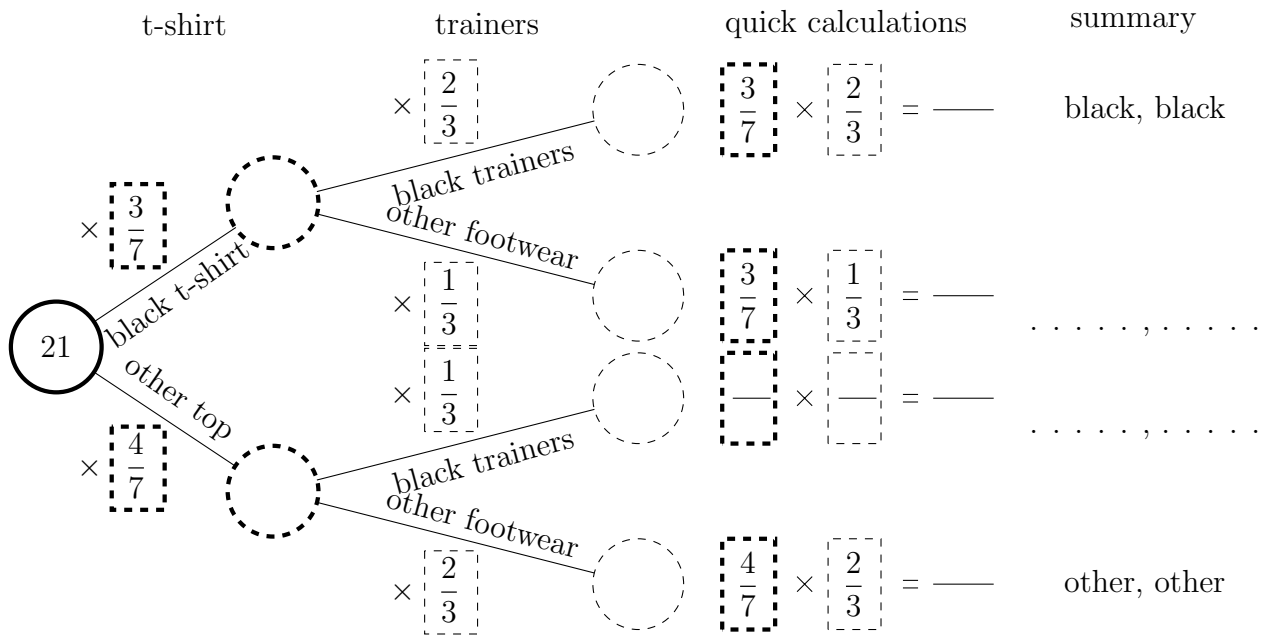 t-shirt trainers quick calculations summary
× 2/3
black trainers
3/7 × 2/3 = —— black, black
× 3/7
black t-shirt
other footwear
× 1/3
3/7 × 1/3 = —— . . . . . , . . . . .
21
other top
× 4/7
× 1/3
black trainers
— × — = —— . . . . . , . . . . .
other footwear
× 2/3
4/7 × 2/3 = —— other, other